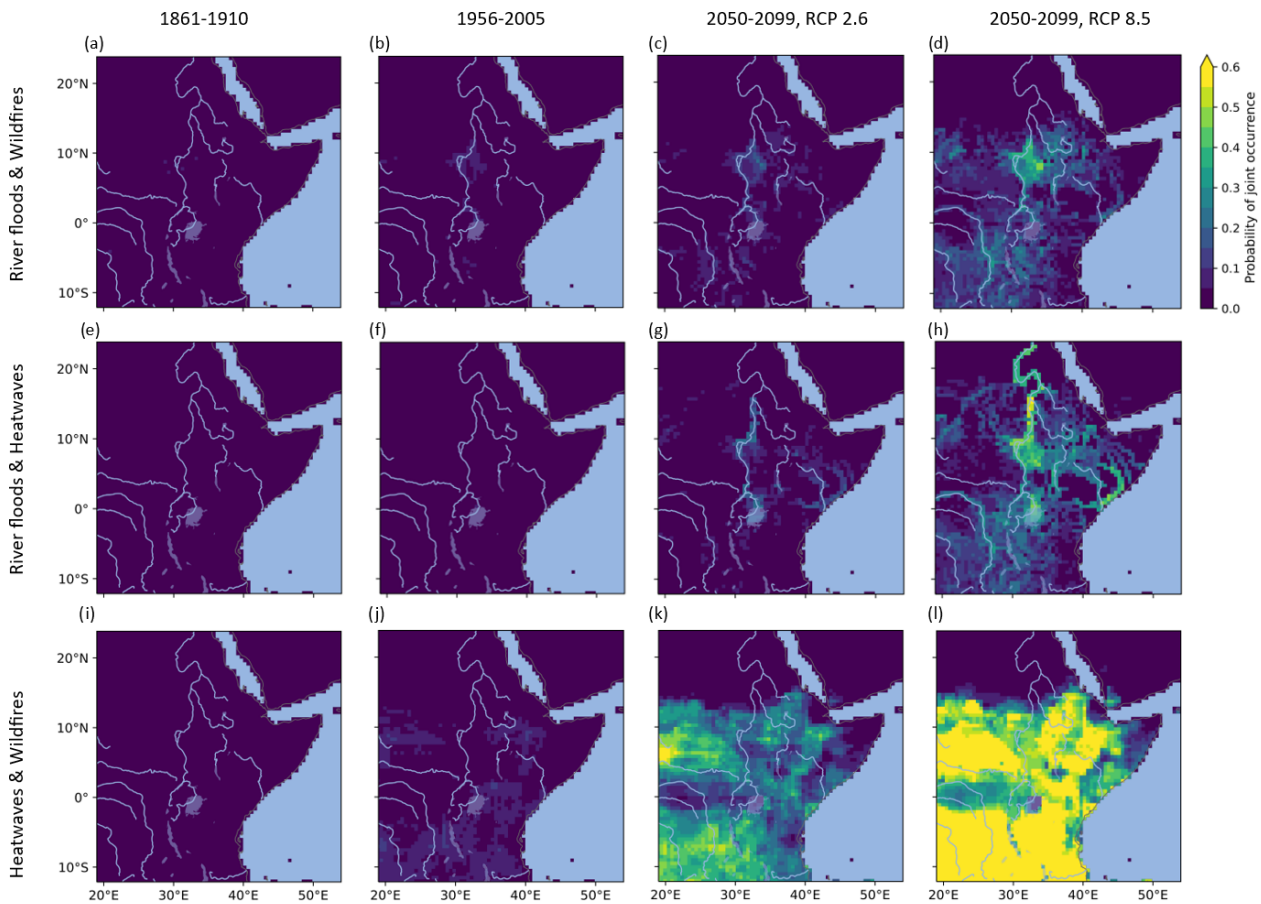 1861-1910
1956-2005
2050-2099, RCP 2.6
2050-2099, RCP 8.5
River floods & Wildfires
(a)
(b)
(c)
(d)
20°N
10°N
0°
10°S
0.6
0.5
0.4
0.3
0.2
0.1
0.0
Probability of joint occurrence
River floods & Heatwaves
(e)
(f)
(g)
(h)
20°N
10°N
0°
10°S
Heatwaves & Wildfires
(i)
(j)
(k)
(l)
20°N
10°N
0°
10°S
20°E 30°E 40°E 50°E
20°E 30°E 40°E 50°E
20°E 30°E 40°E 50°E
20°E 30°E 40°E 50°E